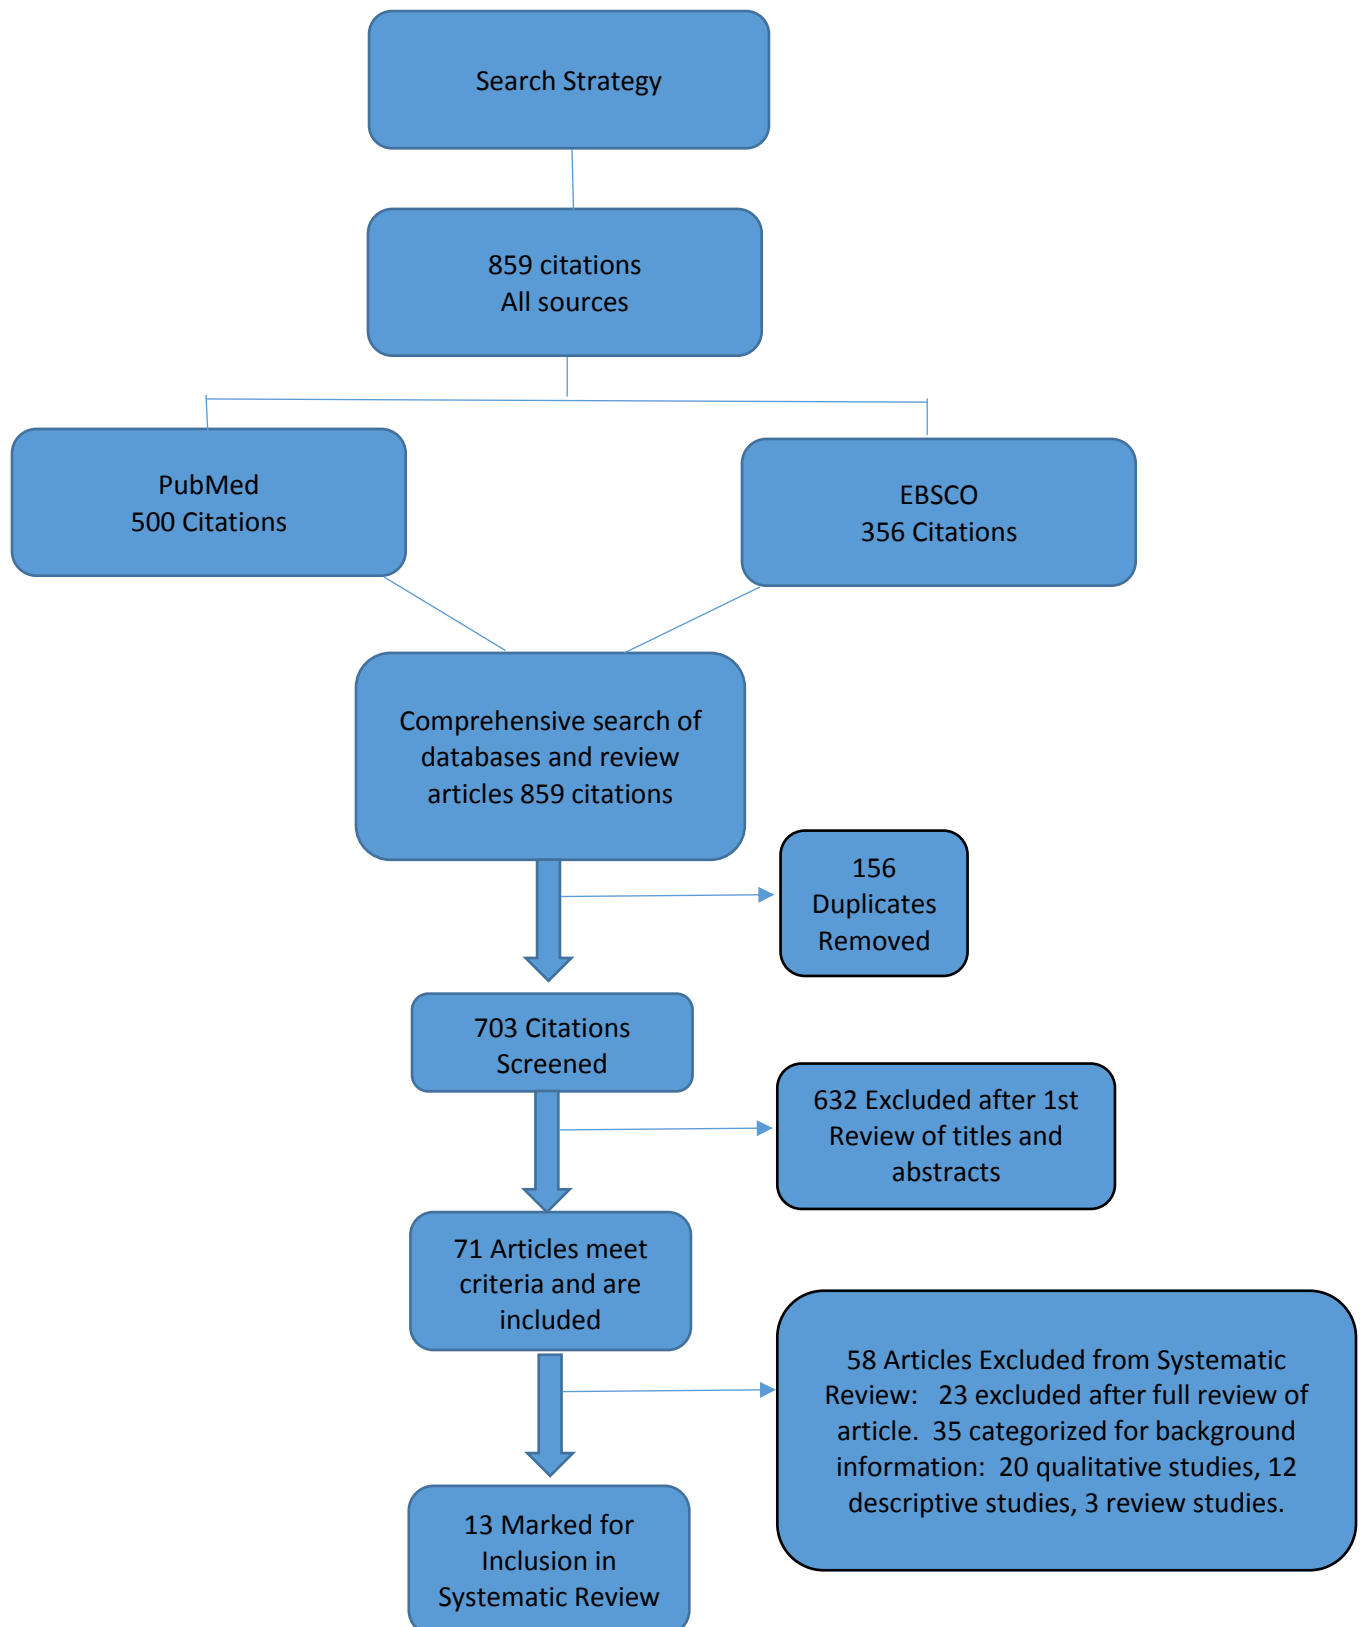 Search Strategy
859 citations
All sources
PubMed
500 Citations
EBSCO
356 Citations
Comprehensive search of
databases and review
articles 859 citations
156
Duplicates
Removed
703 Citations
Screened
632 Excluded after 1st
Review of titles and
abstracts
71 Articles meet
criteria and are
included
58 Articles Excluded from Systematic
Review:   23 excluded after full review of
article.  35 categorized for background
information:  20 qualitative studies, 12
descriptive studies, 3 review studies.
13 Marked for
Inclusion in
Systematic Review